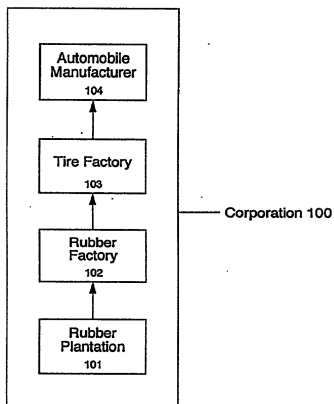 Automobile
Manufacturer
104
Tire Factory
103
Corporation 100
Rubber
Factory
102
Rubber
Plantation
101